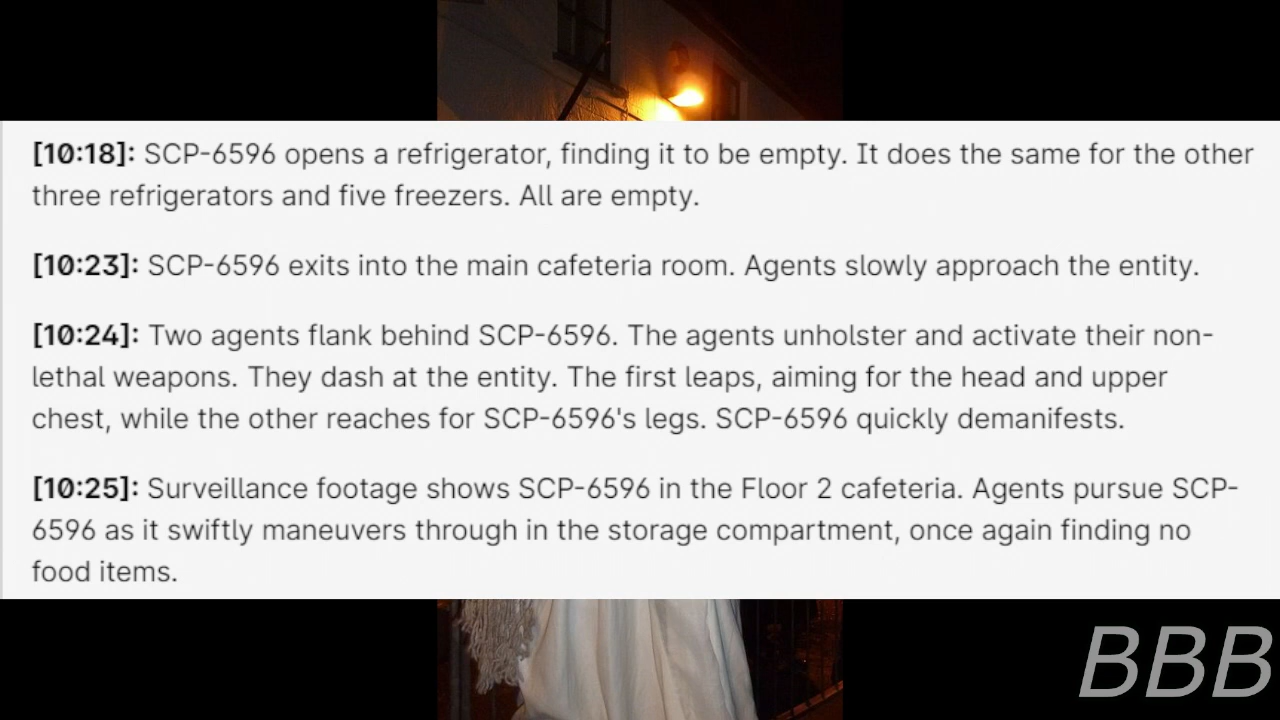 [10:18]: SCP-6596 opens a refrigerator, finding it to be empty. It does the same for the other
three refrigerators and five freezers. All are empty.
[10:23]: SCP-6596 exits into the main cafeteria room. Agents slowly approach the entity.
[10:24]: Two agents flank behind SCP-6596. The agents unholster and activate their non-
lethal weapons. They dash at the entity. The first leaps, aiming for the head and upper
chest, while the other reaches for SCP-6596's legs. SCP-6596 quickly demanifests.
[10:25]: Surveillance footage shows SCP-6596 in the Floor 2 cafeteria. Agents pursue SCP-
6596 as it swiftly maneuvers through in the storage compartment, once again finding no
food items.
BBB